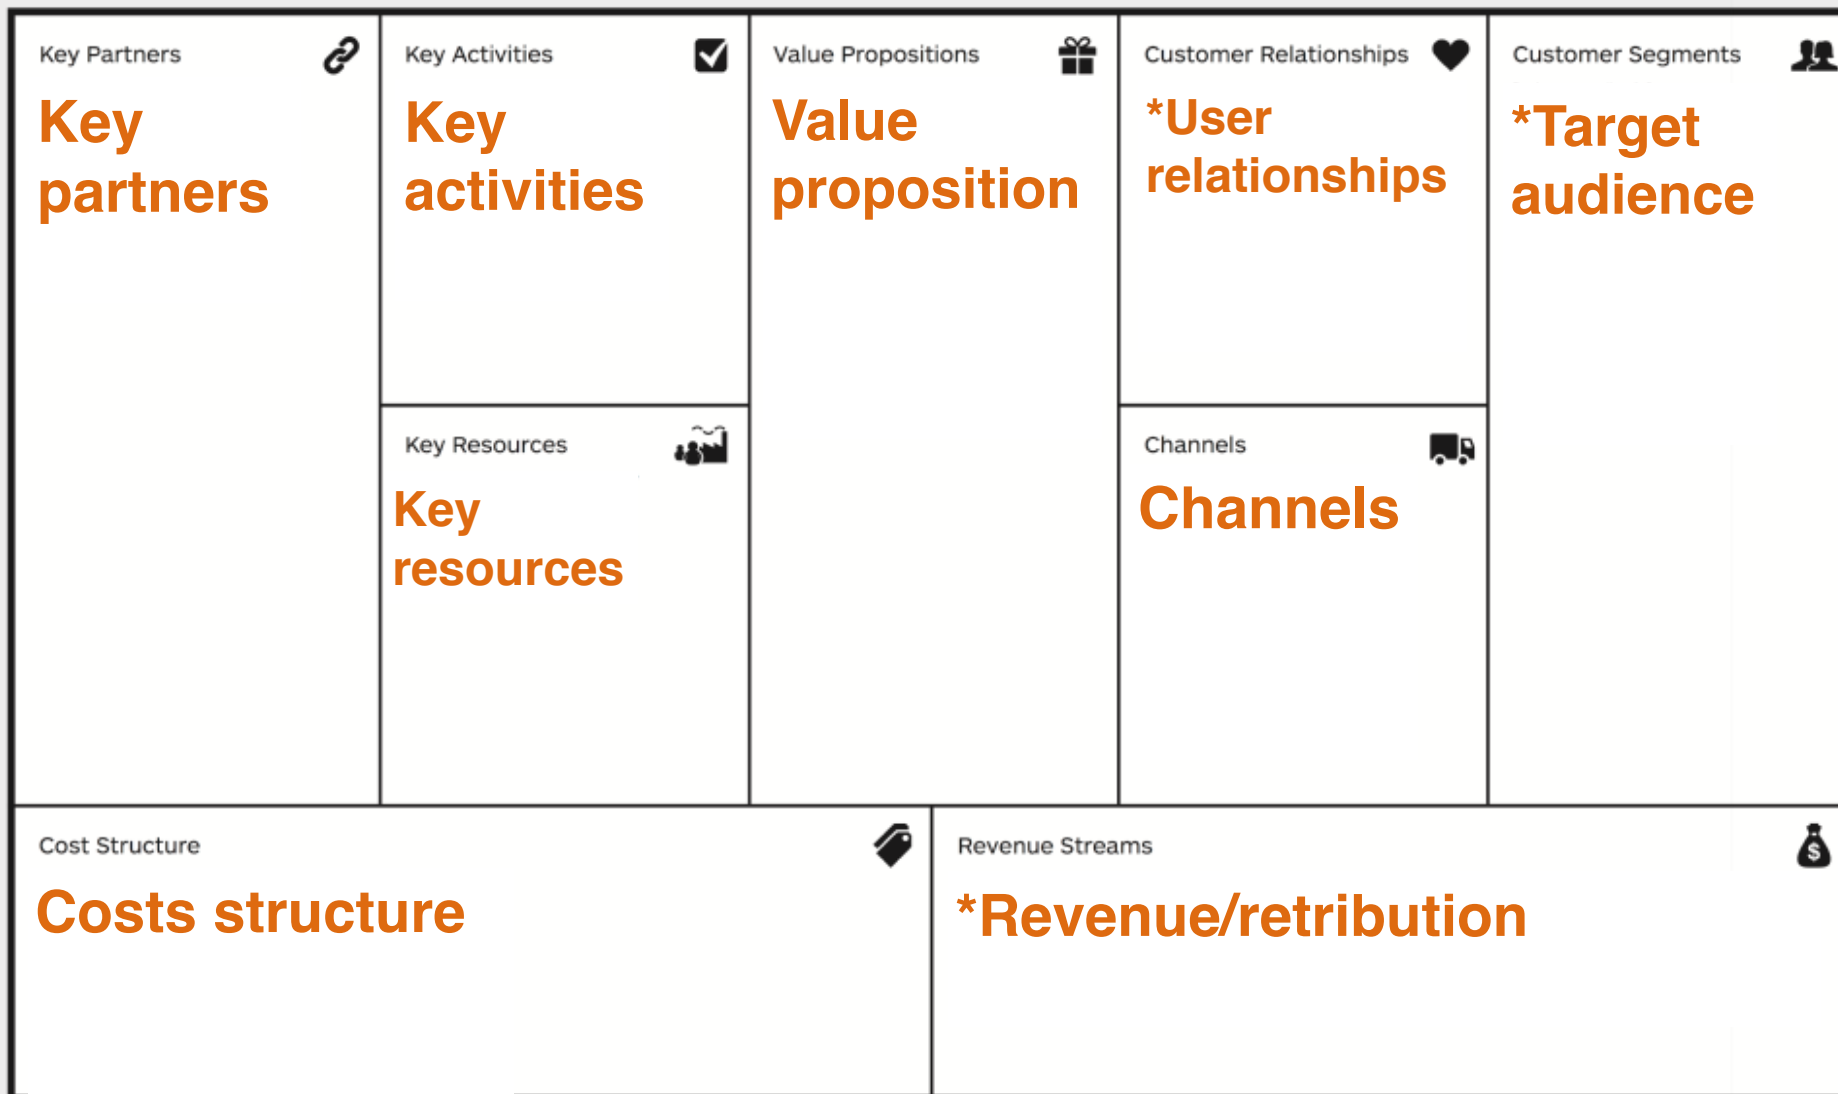 Key Partners
Key
partners
Key Activities
Key
activities
Key Resources
Key
resources
Value Propositions
Value
proposition
Customer Relationships
*User
relationships
Channels
Channels
Customer Segments
*Target
audience
Cost Structure
Costs structure
Revenue Streams
$
*Revenue/retribution